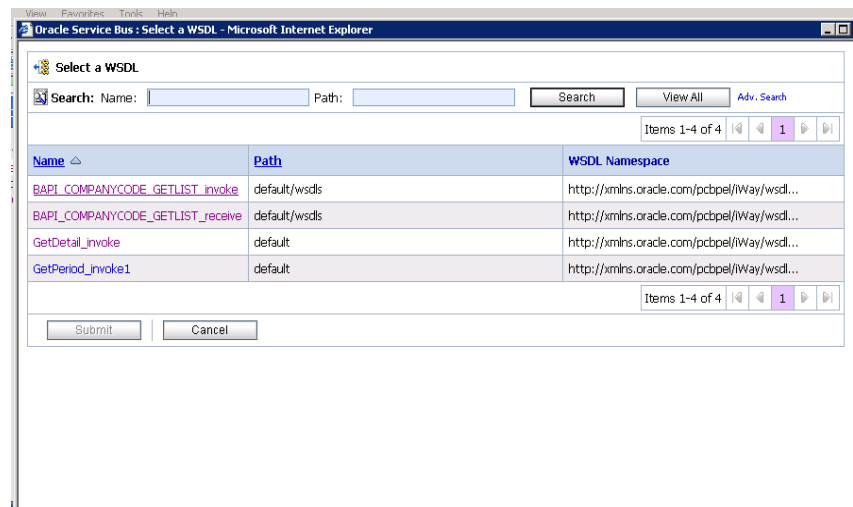 View Favorites Tools Help
Oracle Service Bus : Select a WSDL - Microsoft Internet Explorer
Select a WSDL
Search: Name: Path: Search View All Adv. Search
Items 1-4 of 4 1
Name Path WSDL Namespace
BAPI_COMPANYCODE_GETLIST_invoke default/wsdls http://xmlns.oracle.com/pcbpel/iWay/wsdl...
BAPI_COMPANYCODE_GETLIST_receive default/wsdls http://xmlns.oracle.com/pcbpel/iWay/wsdl...
GetDetail_invoke default http://xmlns.oracle.com/pcbpel/iWay/wsdl...
GetPeriod_invoke1 default http://xmlns.oracle.com/pcbpel/iWay/wsdl...
Items 1-4 of 4 1
Submit Cancel